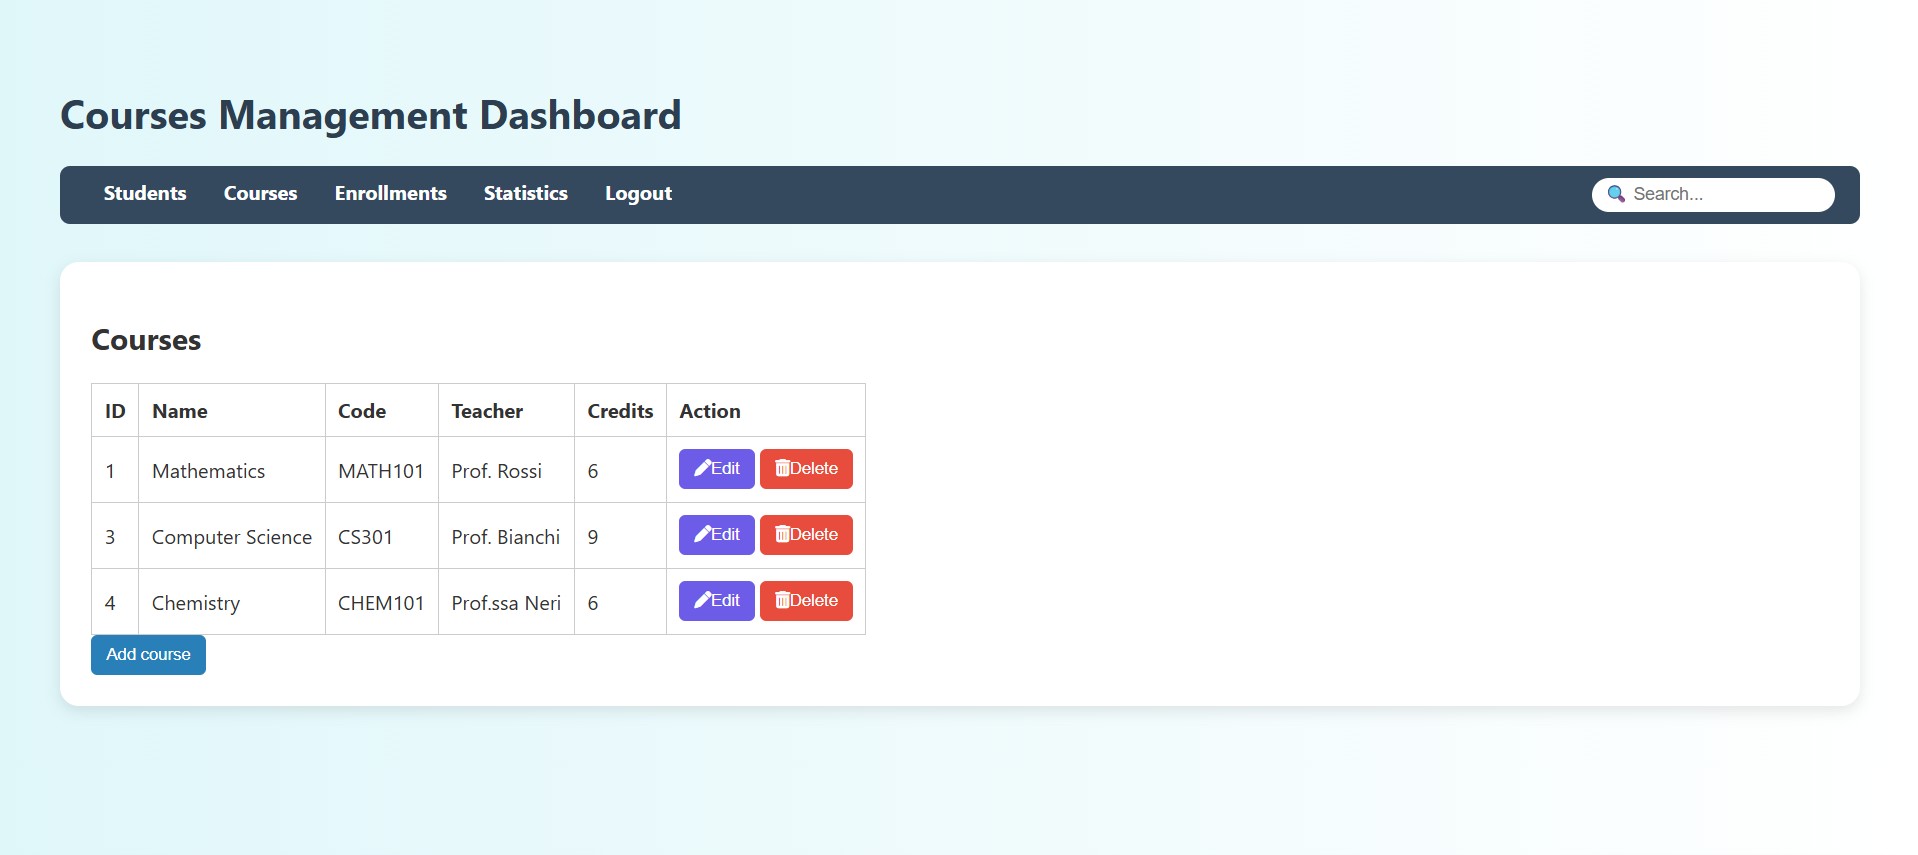 Courses Management Dashboard
Students Courses Enrollments Statistics Logout 🔍 Search...
Courses
ID Name Code Teacher Credits Action
1 Mathematics MATH101 Prof. Rossi 6 Edit Delete
3 Computer Science CS301 Prof. Bianchi 9 Edit Delete
4 Chemistry CHEM101 Prof.ssa Neri 6 Edit Delete
Add course